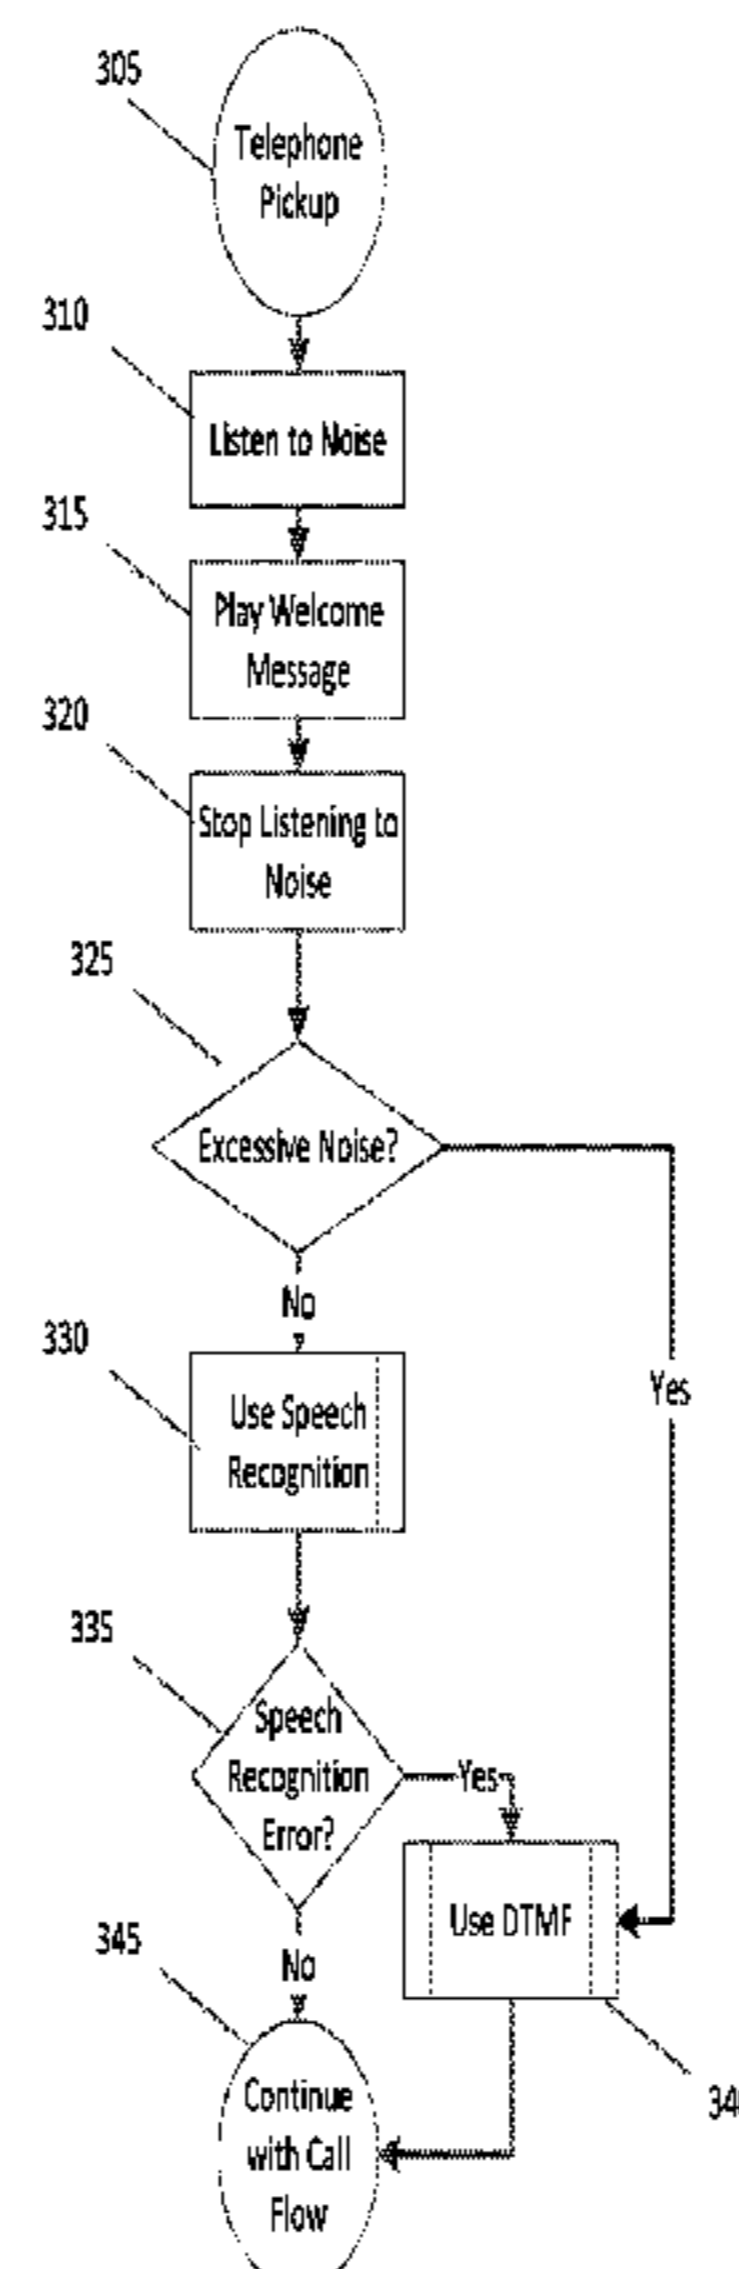 305
Telephone
Pickup
310
Listen to Noise
315
Play Welcome
Message
320
Stop Listening to
Noise
325
Excessive Noise?
No
Yes
330
Use Speech
Recognition
335
Speech
Recognition
Error?
Yes
Use DTMF
No
345
Continue
with Call
Flow